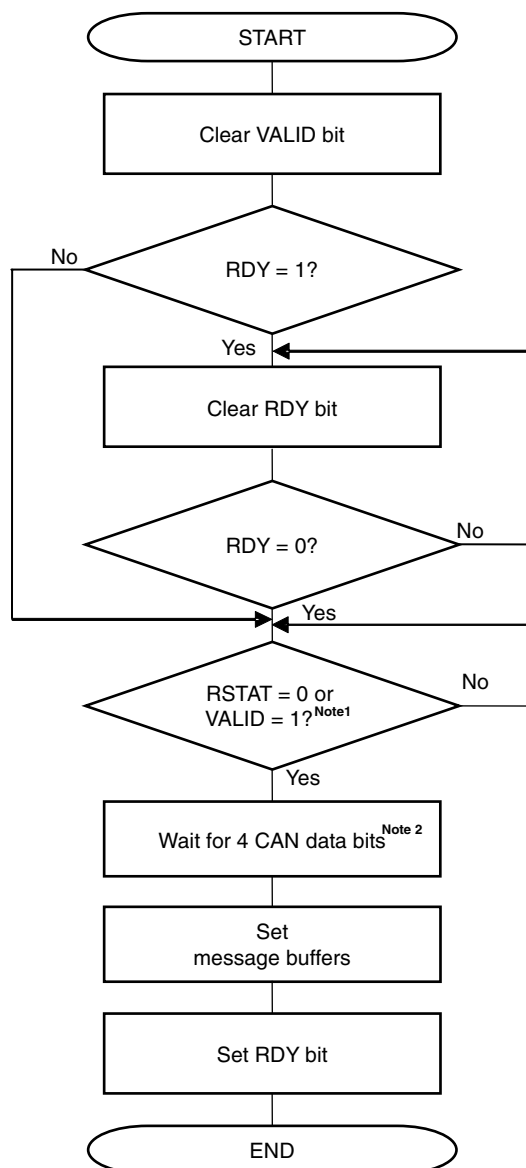 START
Clear VALID bit
RDY = 1?
No
Yes
Clear RDY bit
RDY = 0?
No
Yes
RSTAT = 0 or
VALID = 1?Note1
No
Yes
Wait for 4 CAN data bitsNote 2
Set
message buffers
Set RDY bit
END